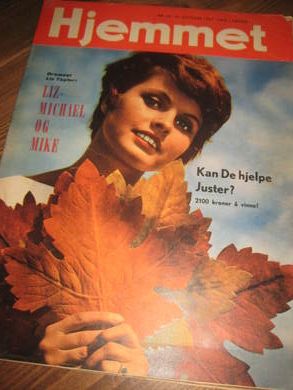 Hjemmet
LIZ-
MICHAEL
OG
MIKE
Kan De hjelpe
Juster?
2100 kroner å vinne!